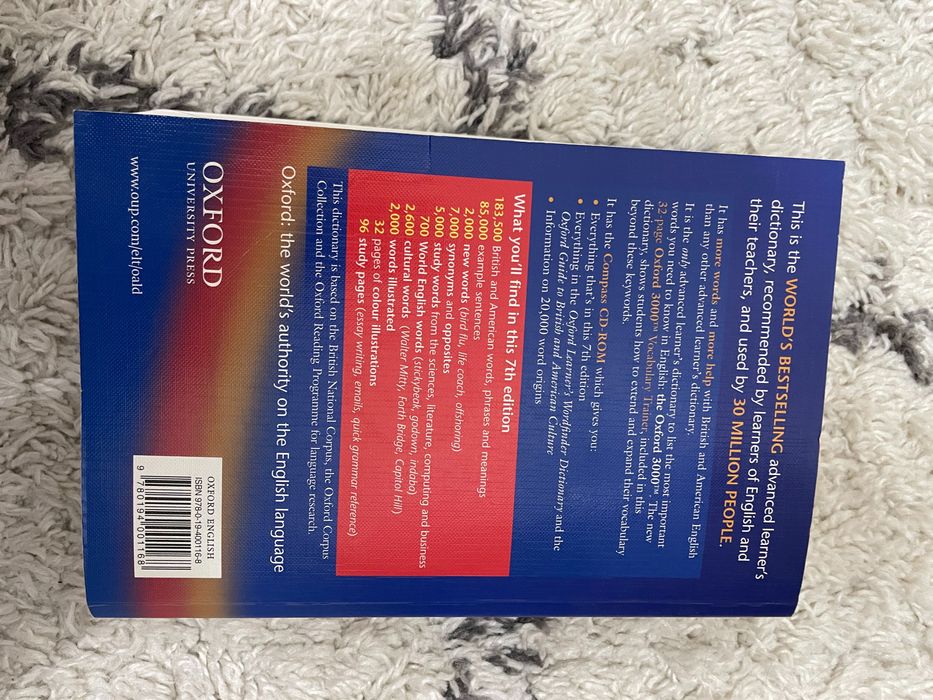 This is the WORLD'S BESTSELLING advanced learner's
dictionary, recommended by learners of English and
their teachers, and used by 30 MILLION PEOPLE.
It has more words and more help with British and American English
than any other advanced learner's dictionary.
It is the only advanced learner's dictionary to list the most important
words you need to know in English: the Oxford 3000™. The new
32-page Oxford 3000™ Vocabulary Trainer, included in this
dictionary, shows students how to extend and expand their vocabulary
beyond these keywords.
It has the Compass CD-ROM which gives you:
• Everything that's in this 7th edition
• Everything in the Oxford Learner's Wordfinder Dictionary and the
Oxford Guide to British and American Culture
• Information on 20,000 word origins
What you'll find in this 7th edition
183,500 British and American words, phrases and meanings
85,000 example sentences
2,000 new words (bird flu, life coach, offshoring)
7,000 synonyms and opposites
5,000 study words from the sciences, literature, computing and business
700 World English words (stickybeak, godown, indaba)
2,600 cultural words (Walter Mitty, Forth Bridge, Capitol Hill)
2,000 words illustrated
32 pages of colour illustrations
96 study pages (essay writing, emails, quick grammar reference)
This dictionary is based on the British National Corpus, the Oxford Corpus
Collection and the Oxford Reading Programme for language research.
Oxford: the world's authority on the English language
OXFORD
UNIVERSITY PRESS
www.oup.com/elt/oald
OXFORD ENGLISH
ISBN 978-0-19-400116-8
9 780194 001168